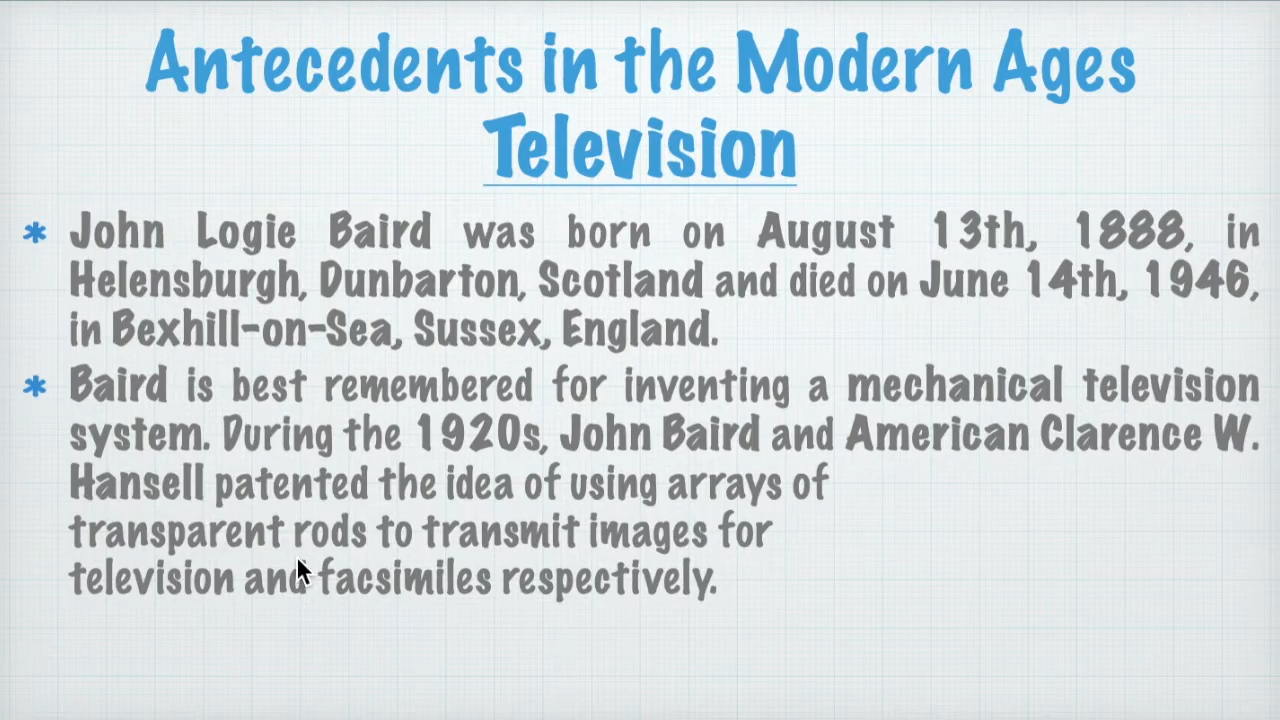 Antecedents in the Modern Ages
Television
* John Logie Baird was born on August 13th, 1888, in
Helensburgh, Dunbarton, Scotland and died on June 14th, 1946,
in Bexhill-on-Sea, Sussex, England.
* Baird is best remembered for inventing a mechanical television
system. During the 1920s, John Baird and American Clarence W.
Hansell patented the idea of using arrays of
transparent rods to transmit images for
television and facsimiles respectively.